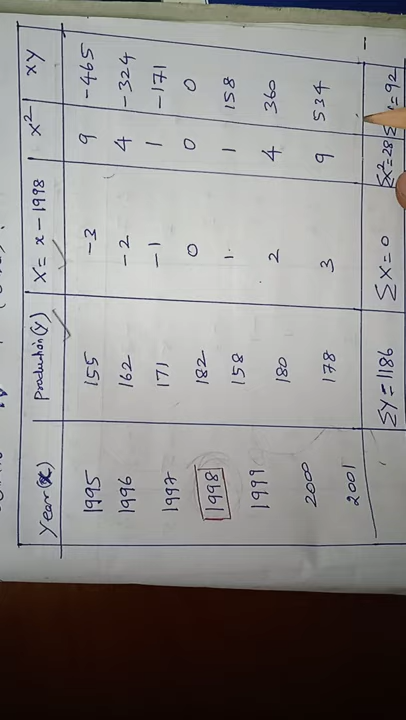 Year(x) Production(Y) X = x - 1998 X² XY
1995 155 -3 9 -465
1996 162 -2 4 -324
1997 171 -1 1 -171
1998 182 0 0 0
1999 158 1 1 158
2000 180 2 4 360
2001 178 3 9 534
ΣY = 1186 ΣX = 0 ΣX² = 28 = 92